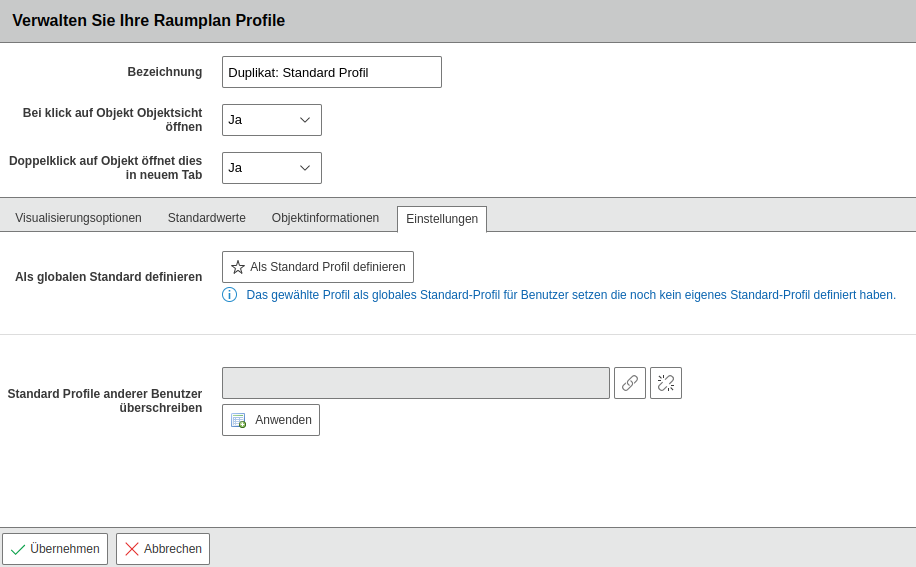 Verwalten Sie Ihre Raumplan Profile
Bezeichnung
Duplikat: Standard Profil
Bei klick auf Objekt Objektsicht
öffnen
Ja
Doppelklick auf Objekt öffnet dies
in neuem Tab
Ja
Visualisierungsoptionen Standardwerte Objektinformationen Einstellungen
Als globalen Standard definieren
Als Standard Profil definieren
Das gewählte Profil als globales Standard-Profil für Benutzer setzen die noch kein eigenes Standard-Profil definiert haben.
Standard Profile anderer Benutzer
überschreiben
Anwenden
Übernehmen Abbrechen